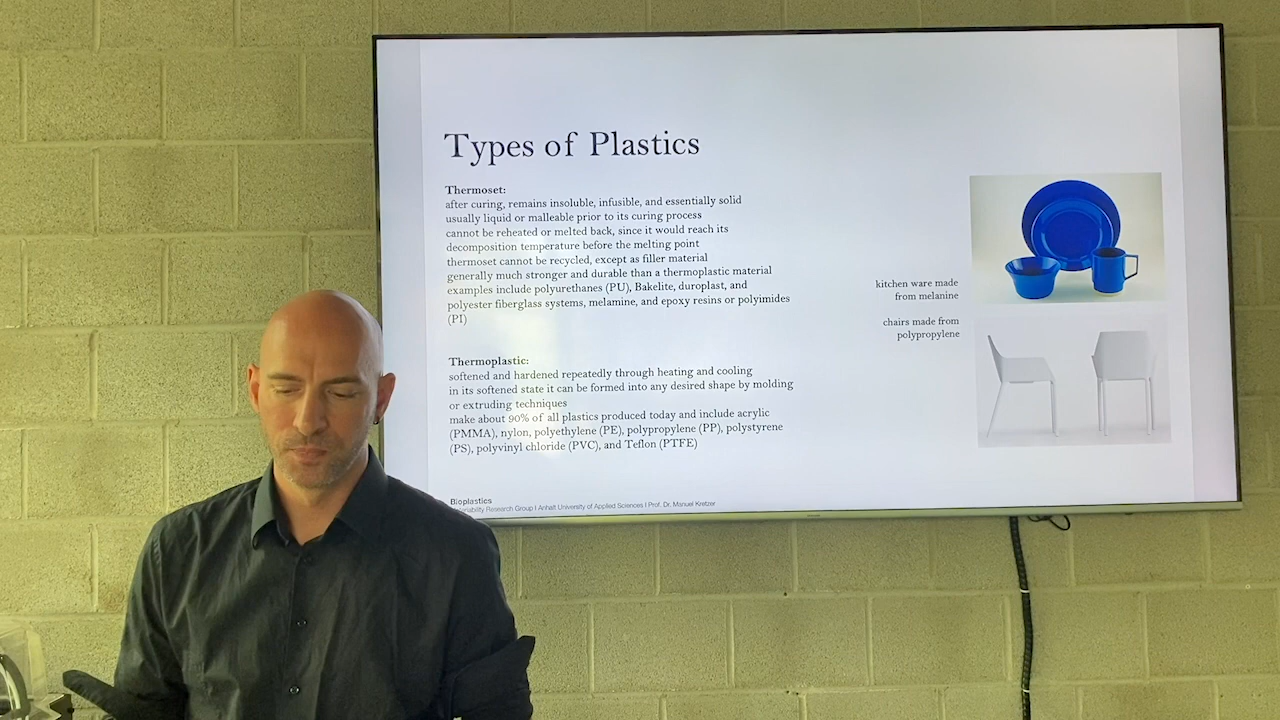 Types of Plastics
Thermoset:
after curing, remains insoluble, infusible, and essentially solid
usually liquid or malleable prior to its curing process
cannot be reheated or melted back, since it would reach its
decomposition temperature before the melting point
thermoset cannot be recycled, except as filler material
generally much stronger and durable than a thermoplastic material
examples include polyurethanes (PU), Bakelite, duroplast, and
polyester fiberglass systems, melamine, and epoxy resins or polyimides
(PI)
kitchen ware made
from melanine
chairs made from
polypropylene
Thermoplastic:
softened and hardened repeatedly through heating and cooling
in its softened state it can be formed into any desired shape by molding
or extruding techniques
make about 90% of all plastics produced today and include acrylic
(PMMA), nylon, polyethylene (PE), polypropylene (PP), polystyrene
(PS), polyvinyl chloride (PVC), and Teflon (PTFE)
Bioplastics
Research Group I Anhalt University of Applied Sciences I Prof. Dr. Manuel Kretzer